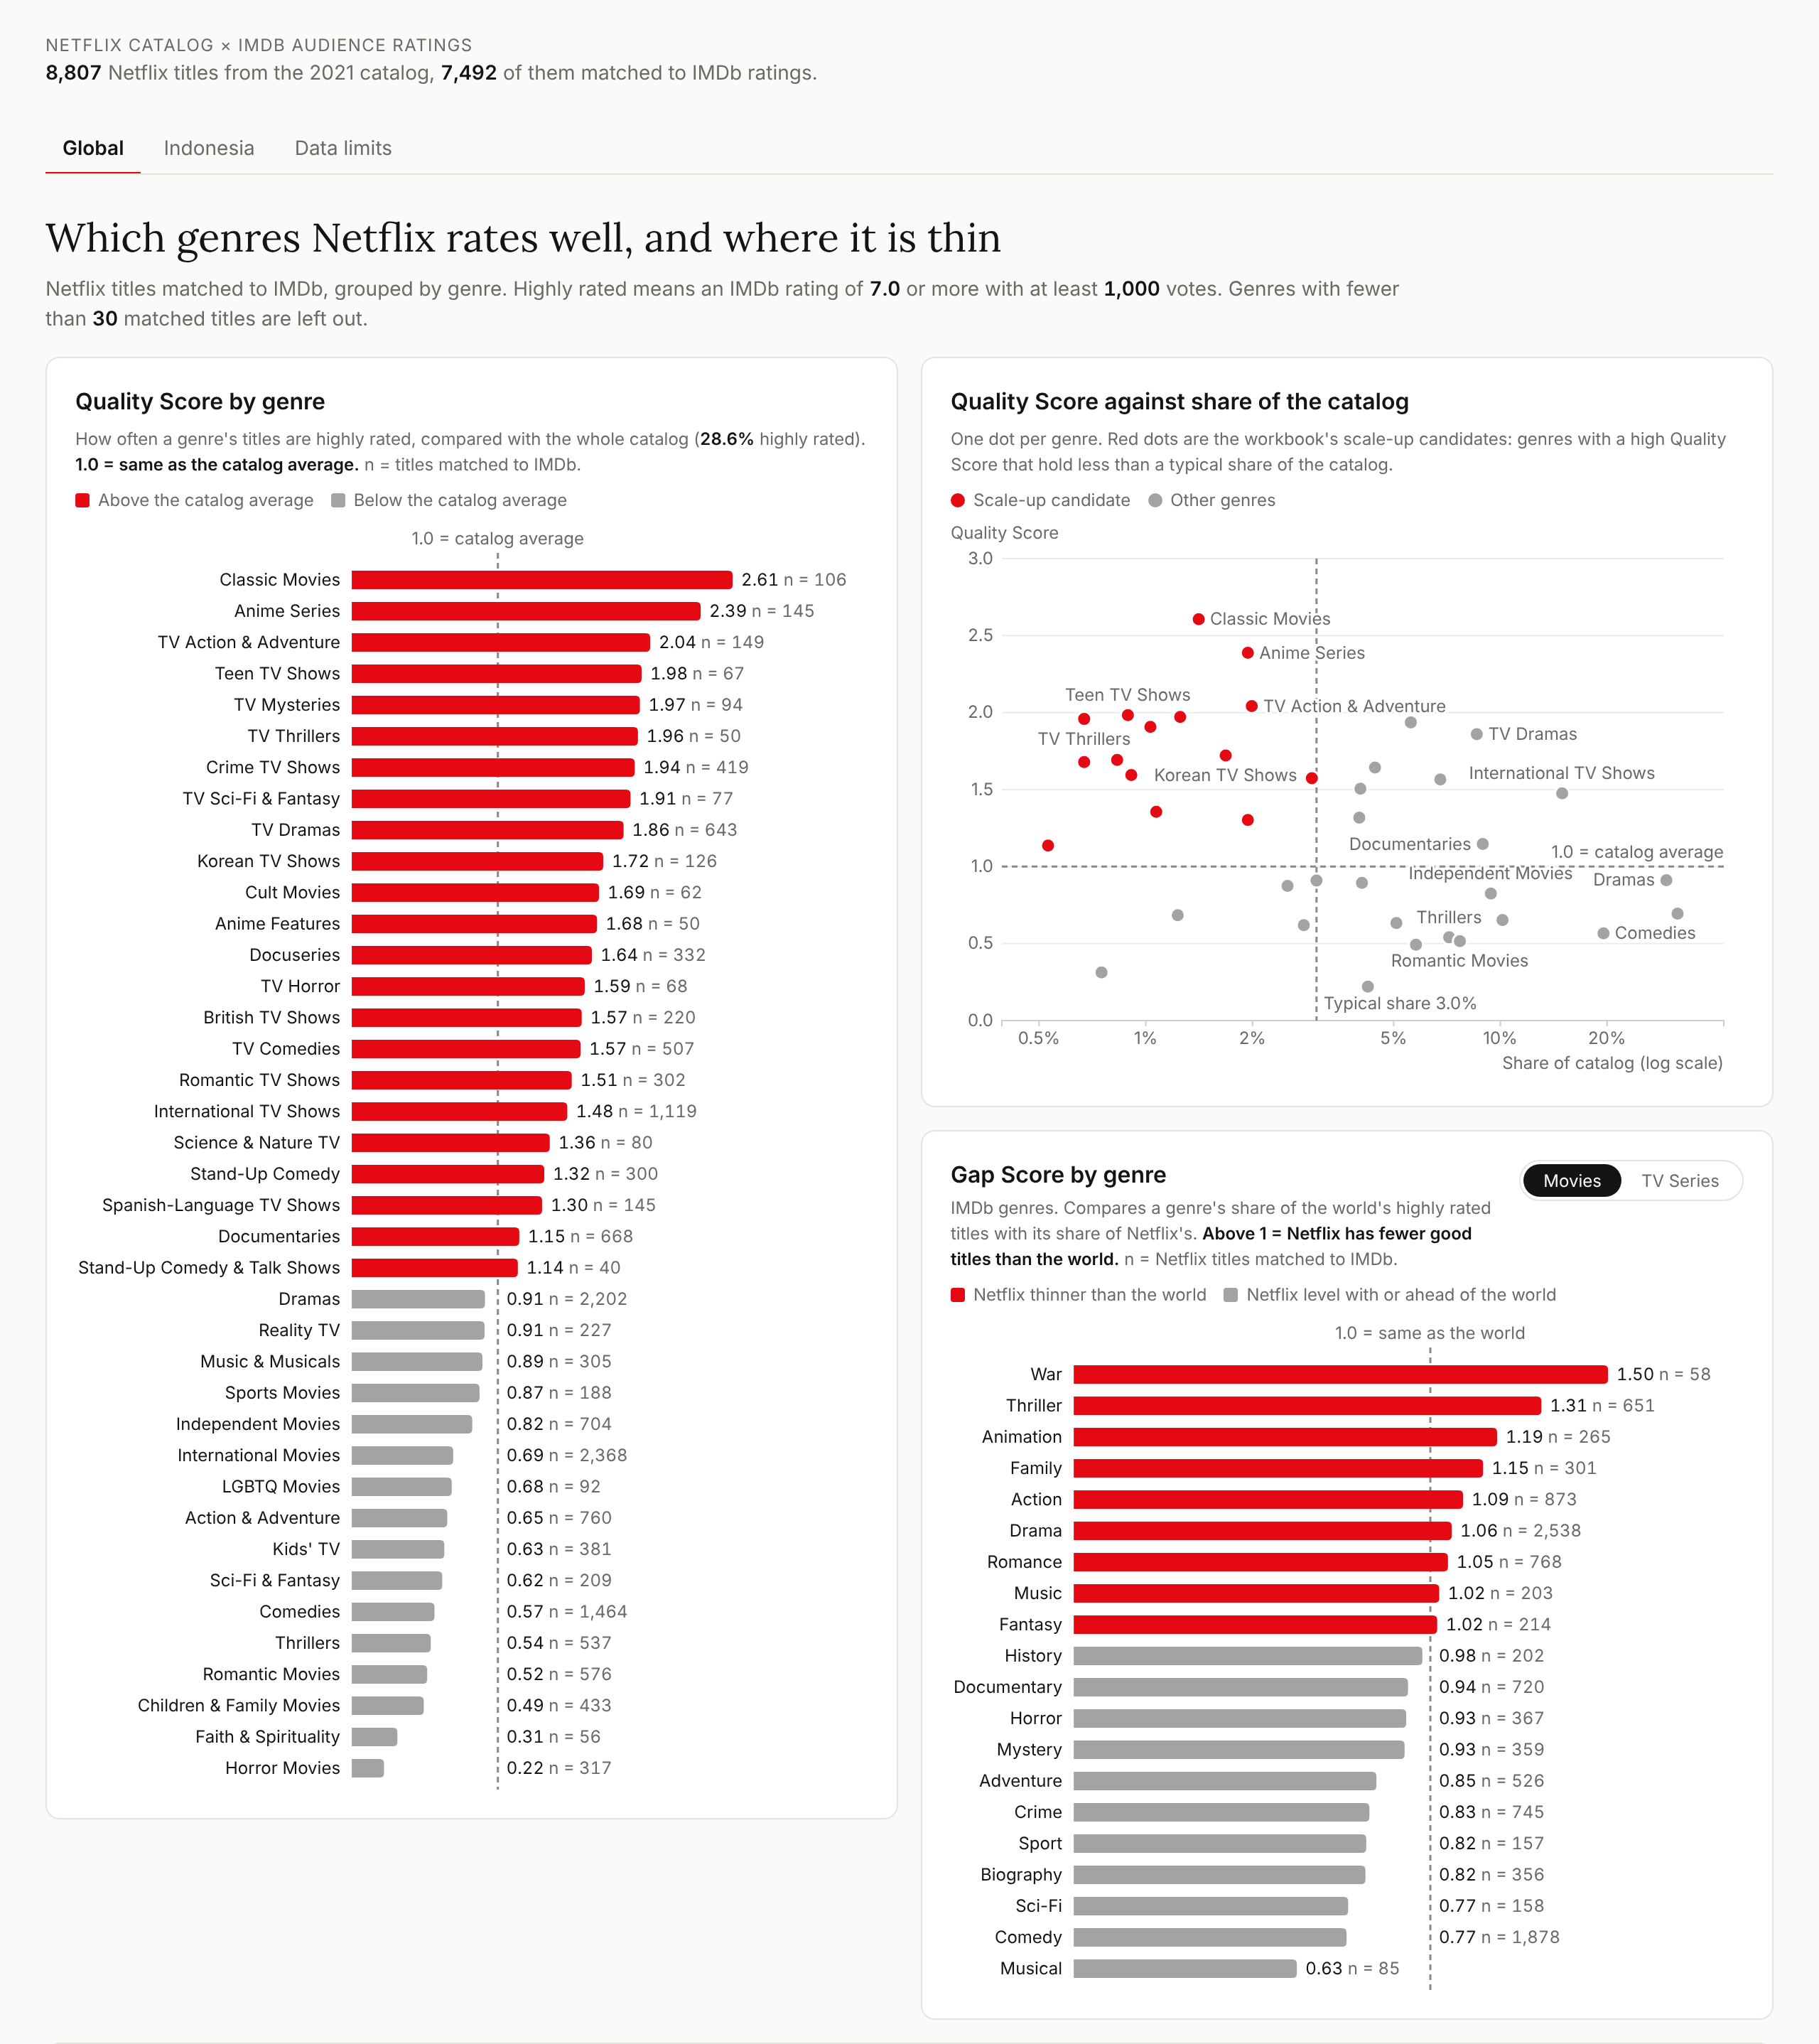 NETFLIX CATALOG × IMDB AUDIENCE RATINGS
8,807 Netflix titles from the 2021 catalog, 7,492 of them matched to IMDb ratings.
Global
Indonesia
Data limits
Which genres Netflix rates well, and where it is thin
Netflix titles matched to IMDb, grouped by genre. Highly rated means an IMDb rating of 7.0 or more with at least 1,000 votes. Genres with fewer
than 30 matched titles are left out.
Quality Score by genre
How often a genre's titles are highly rated, compared with the whole catalog (28.6% highly rated).
1.0 = same as the catalog average. n = titles matched to IMDb.
Above the catalog average
Below the catalog average
1.0 = catalog average
Classic Movies 2.61 n = 106
Anime Series 2.39 n = 145
TV Action & Adventure 2.04 n = 149
Teen TV Shows 1.98 n = 67
TV Mysteries 1.97 n = 94
TV Thrillers 1.96 n = 50
Crime TV Shows 1.94 n = 419
TV Sci-Fi & Fantasy 1.91 n = 77
TV Dramas 1.86 n = 643
Korean TV Shows 1.72 n = 126
Cult Movies 1.69 n = 62
Anime Features 1.68 n = 50
Docuseries 1.64 n = 332
TV Horror 1.59 n = 68
British TV Shows 1.57 n = 220
TV Comedies 1.57 n = 507
Romantic TV Shows 1.51 n = 302
International TV Shows 1.48 n = 1,119
Science & Nature TV 1.36 n = 80
Stand-Up Comedy 1.32 n = 300
Spanish-Language TV Shows 1.30 n = 145
Documentaries 1.15 n = 668
Stand-Up Comedy & Talk Shows 1.14 n = 40
Dramas 0.91 n = 2,202
Reality TV 0.91 n = 227
Music & Musicals 0.89 n = 305
Sports Movies 0.87 n = 188
Independent Movies 0.82 n = 704
International Movies 0.69 n = 2,368
LGBTQ Movies 0.68 n = 92
Action & Adventure 0.65 n = 760
Kids' TV 0.63 n = 381
Sci-Fi & Fantasy 0.62 n = 209
Comedies 0.57 n = 1,464
Thrillers 0.54 n = 537
Romantic Movies 0.52 n = 576
Children & Family Movies 0.49 n = 433
Faith & Spirituality 0.31 n = 56
Horror Movies 0.22 n = 317
Quality Score against share of the catalog
One dot per genre. Red dots are the workbook's scale-up candidates: genres with a high Quality
Score that hold less than a typical share of the catalog.
Scale-up candidate
Other genres
Quality Score
3.0
Classic Movies
2.5
Anime Series
Teen TV Shows
2.0
TV Action & Adventure
TV Dramas
TV Thrillers
Korean TV Shows
International TV Shows
1.5
Documentaries
1.0 = catalog average
1.0
Independent Movies
Dramas
Thrillers
Comedies
0.5
Romantic Movies
Typical share 3.0%
0.0
0.5%
1%
2%
5%
10%
20%
Share of catalog (log scale)
Gap Score by genre
Movies
TV Series
IMDb genres. Compares a genre's share of the world's highly rated
titles with its share of Netflix's. Above 1 = Netflix has fewer good
titles than the world. n = Netflix titles matched to IMDb.
Netflix thinner than the world
Netflix level with or ahead of the world
1.0 = same as the world
War 1.50 n = 58
Thriller 1.31 n = 651
Animation 1.19 n = 265
Family 1.15 n = 301
Action 1.09 n = 873
Drama 1.06 n = 2,538
Romance 1.05 n = 768
Music 1.02 n = 203
Fantasy 1.02 n = 214
History 0.98 n = 202
Documentary 0.94 n = 720
Horror 0.93 n = 367
Mystery 0.93 n = 359
Adventure 0.85 n = 526
Crime 0.83 n = 745
Sport 0.82 n = 157
Biography 0.82 n = 356
Sci-Fi 0.77 n = 158
Comedy 0.77 n = 1,878
Musical 0.63 n = 85